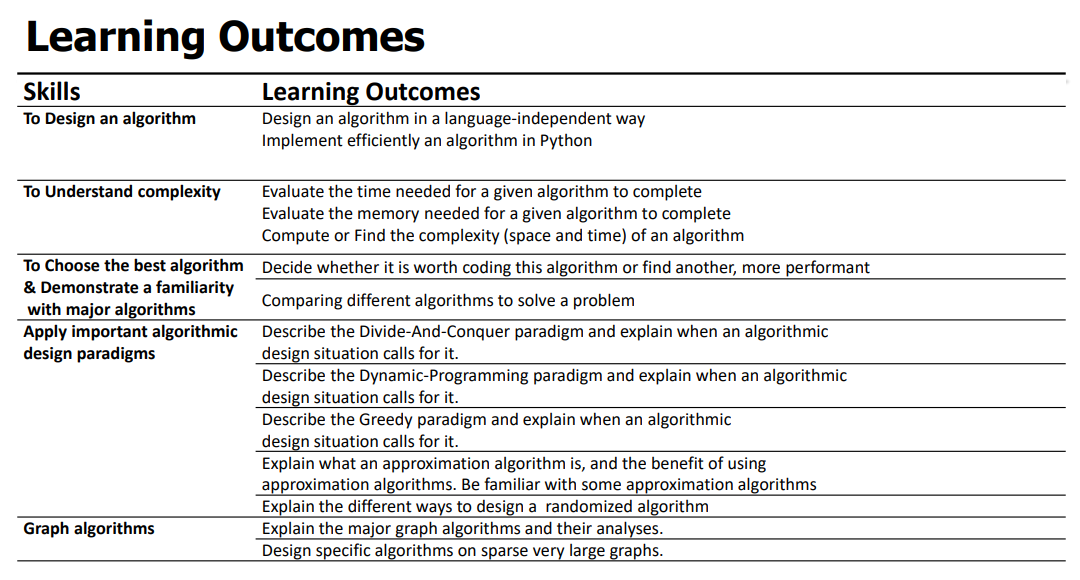 Learning Outcomes
Skills
Learning Outcomes
To Design an algorithm
Design an algorithm in a language-independent way
Implement efficiently an algorithm in Python
To Understand complexity
Evaluate the time needed for a given algorithm to complete
Evaluate the memory needed for a given algorithm to complete
Compute or Find the complexity (space and time) of an algorithm
To Choose the best algorithm
& Demonstrate a familiarity
with major algorithms
Decide whether it is worth coding this algorithm or find another, more performant
Comparing different algorithms to solve a problem
Apply important algorithmic
design paradigms
Describe the Divide-And-Conquer paradigm and explain when an algorithmic
design situation calls for it.
Describe the Dynamic-Programming paradigm and explain when an algorithmic
design situation calls for it.
Describe the Greedy paradigm and explain when an algorithmic
design situation calls for it.
Explain what an approximation algorithm is, and the benefit of using
approximation algorithms. Be familiar with some approximation algorithms
Explain the different ways to design a randomized algorithm
Graph algorithms
Explain the major graph algorithms and their analyses.
Design specific algorithms on sparse very large graphs.